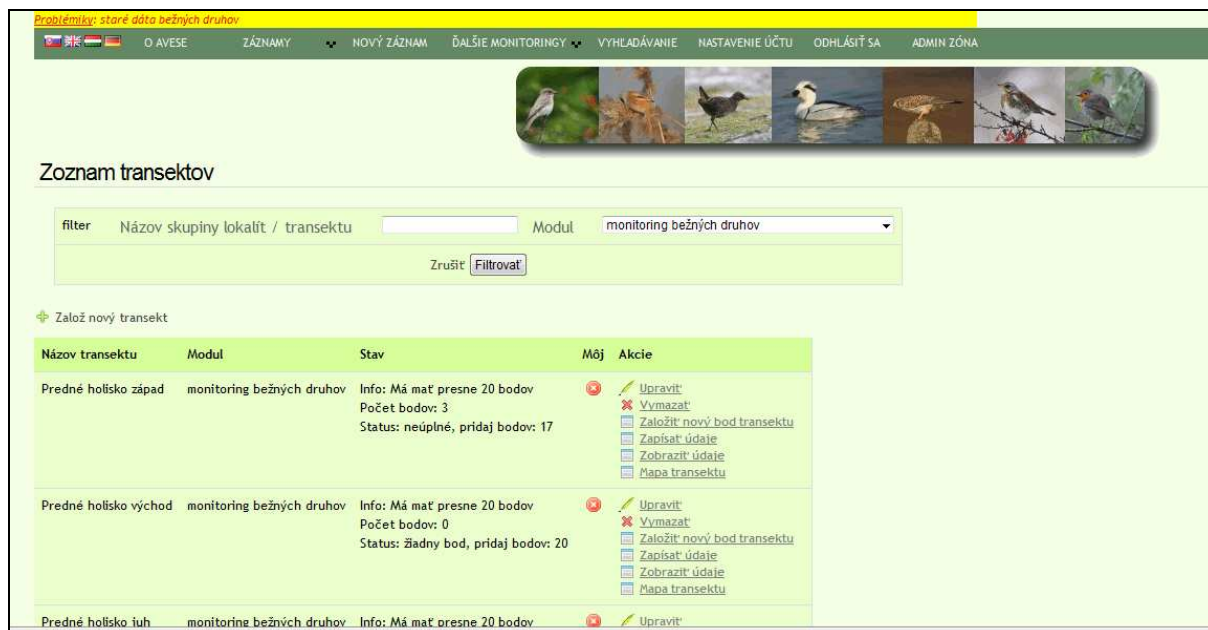 Problémiky: staré dáta bežných druhov
O AVESE ZÁZNAMY NOVÝ ZÁZNAM ĎALŠIE MONITORINGY VYHĽADÁVANIE NASTAVENIE ÚČTU ODHLÁSIŤ SA ADMIN ZÓNA
Zoznam transektov
filter Názov skupiny lokalít / transektu Modul monitoring bežných druhov
Zrušiť Filtrovať
Založ nový transekt
Názov transektu Modul Stav Môj Akcie
Predné holisko západ monitoring bežných druhov Info: Má mať presne 20 bodov Upraviť
Počet bodov: 3 Vymazať
Status: neúplné, pridaj bodov: 17 Založiť nový bod transektu
Zapísať údaje
Zobraziť údaje
Mapa transektu
Predné holisko východ monitoring bežných druhov Info: Má mať presne 20 bodov Upraviť
Počet bodov: 0 Vymazať
Status: žiadny bod, pridaj bodov: 20 Založiť nový bod transektu
Zapísať údaje
Zobraziť údaje
Mapa transektu
Predné holisko juh monitoring bežných druhov Info: Má mať presne 20 bodov Upraviť